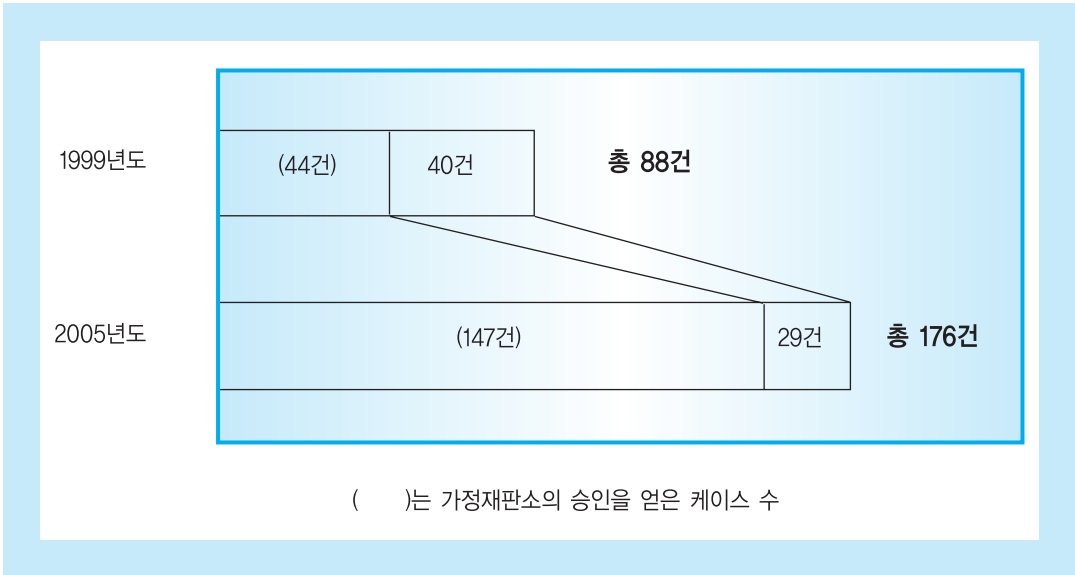 1999년도 (44건) 40건 총 88건
2005년도 (147건) 29건 총 176건
( )는 가정재판소의 승인을 얻은 케이스 수